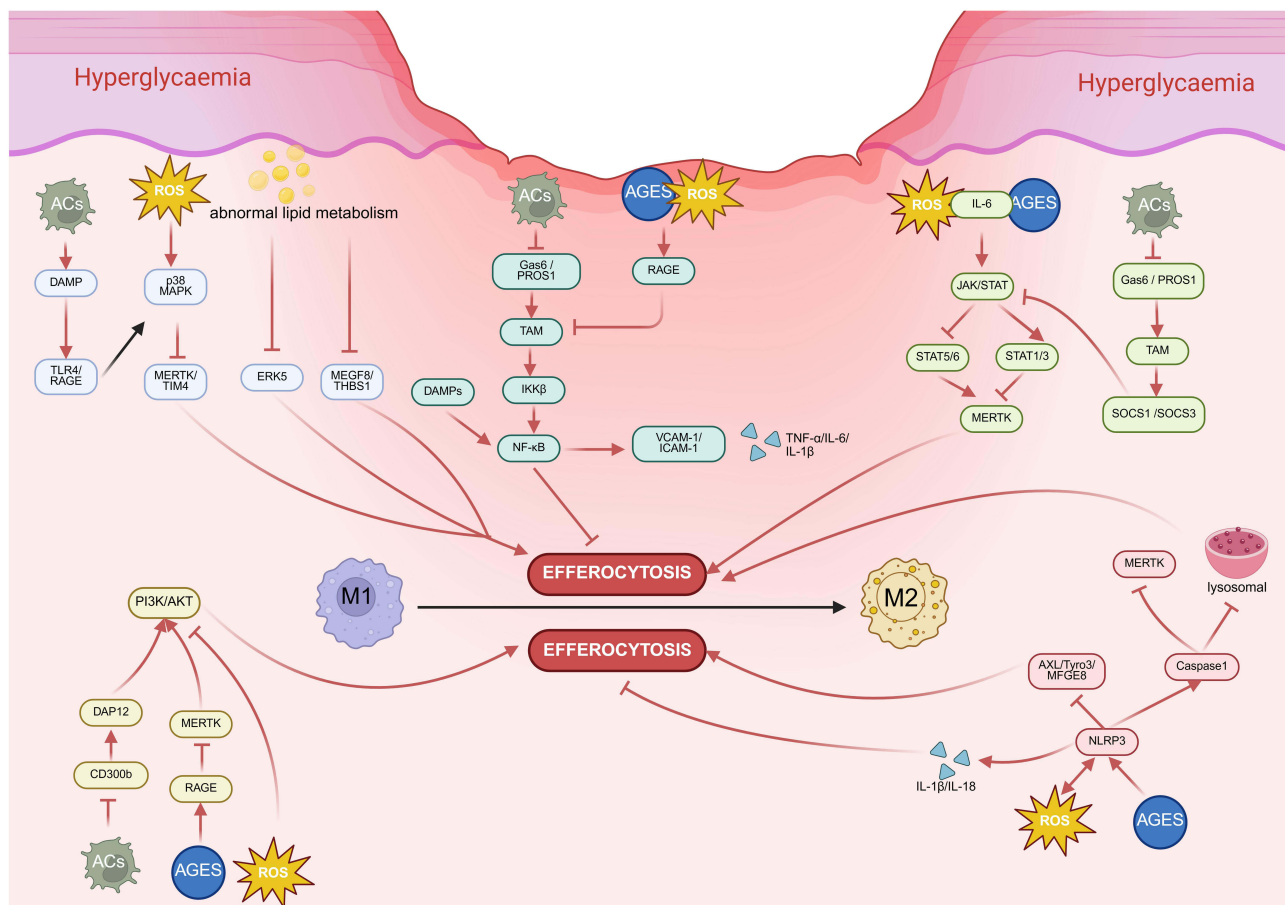 Hyperglycaemia
Hyperglycaemia
ACs
ROS
abnormal lipid metabolism
DAMP
p38
MAPK
TLR4/
RAGE
MERTK/
TIM4
ERK5
MEGF8/
THBS1
ACs
AGES
ROS
Gas6 /
PROS1
RAGE
TAM
IKKβ
DAMPs
NF-κB
VCAM-1/
ICAM-1
TNF-α/IL-6/
IL-1β
ROS
IL-6
AGES
ACs
JAK/STAT
Gas6 / PROS1
STAT5/6
STAT1/3
TAM
MERTK
SOCS1 /SOCS3
EFFEROCYTOSIS
M1
M2
EFFEROCYTOSIS
PI3K/AKT
DAP12
MERTK
CD300b
RAGE
ACs
AGES
ROS
MERTK
lysosomal
AXL/Tyro3/
MFGE8
Caspase1
NLRP3
IL-1β/IL-18
ROS
AGES